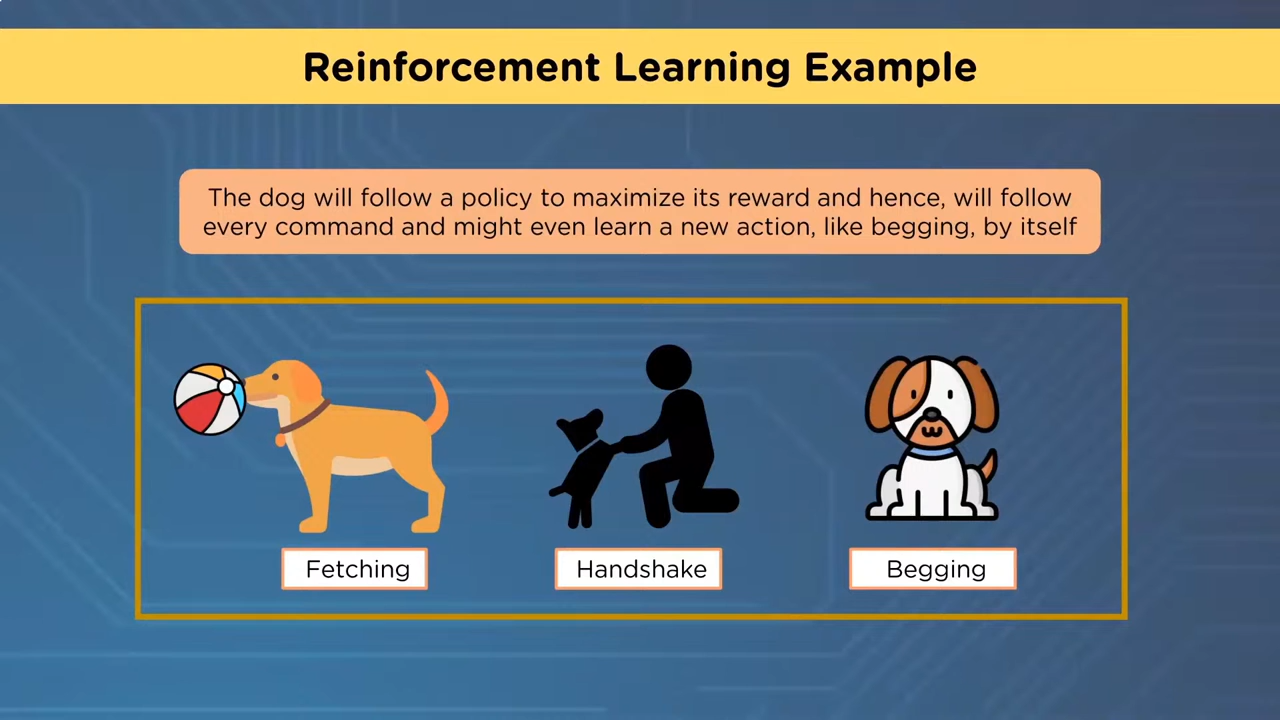 Reinforcement Learning Example
The dog will follow a policy to maximize its reward and hence, will follow
every command and might even learn a new action, like begging, by itself
Fetching
Handshake
Begging